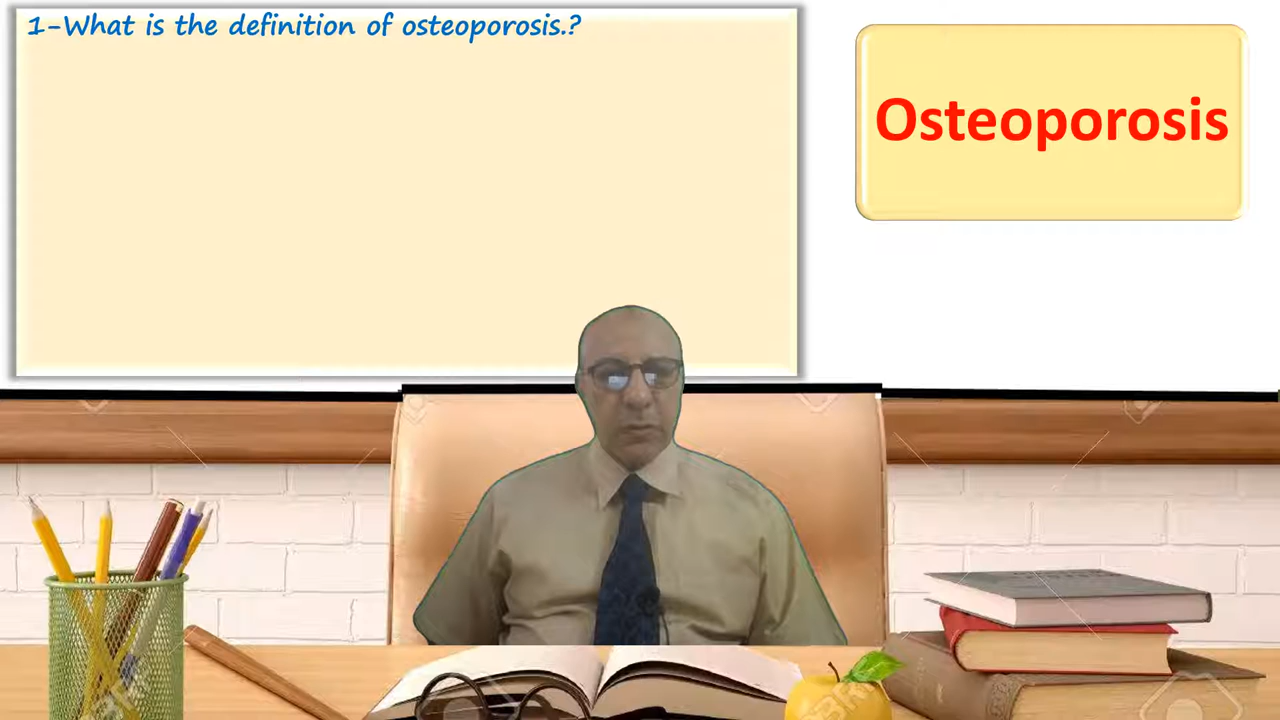 1-What is the definition of osteoporosis.?
Osteoporosis